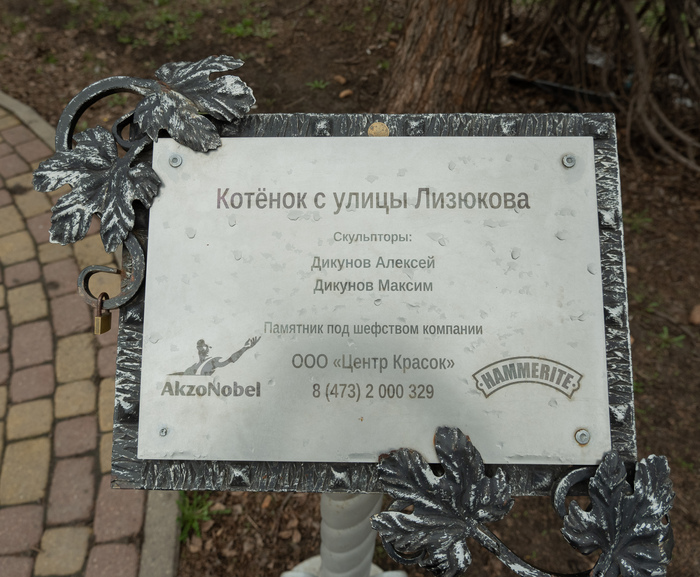 Котёнок с улицы Лизюкова
Скульпторы:
Дикунов Алексей
Дикунов Максим
Памятник под шефством компании
ООО «Центр Красок»
8 (473) 2 000 329
AkzoNobel
HAMMERITE